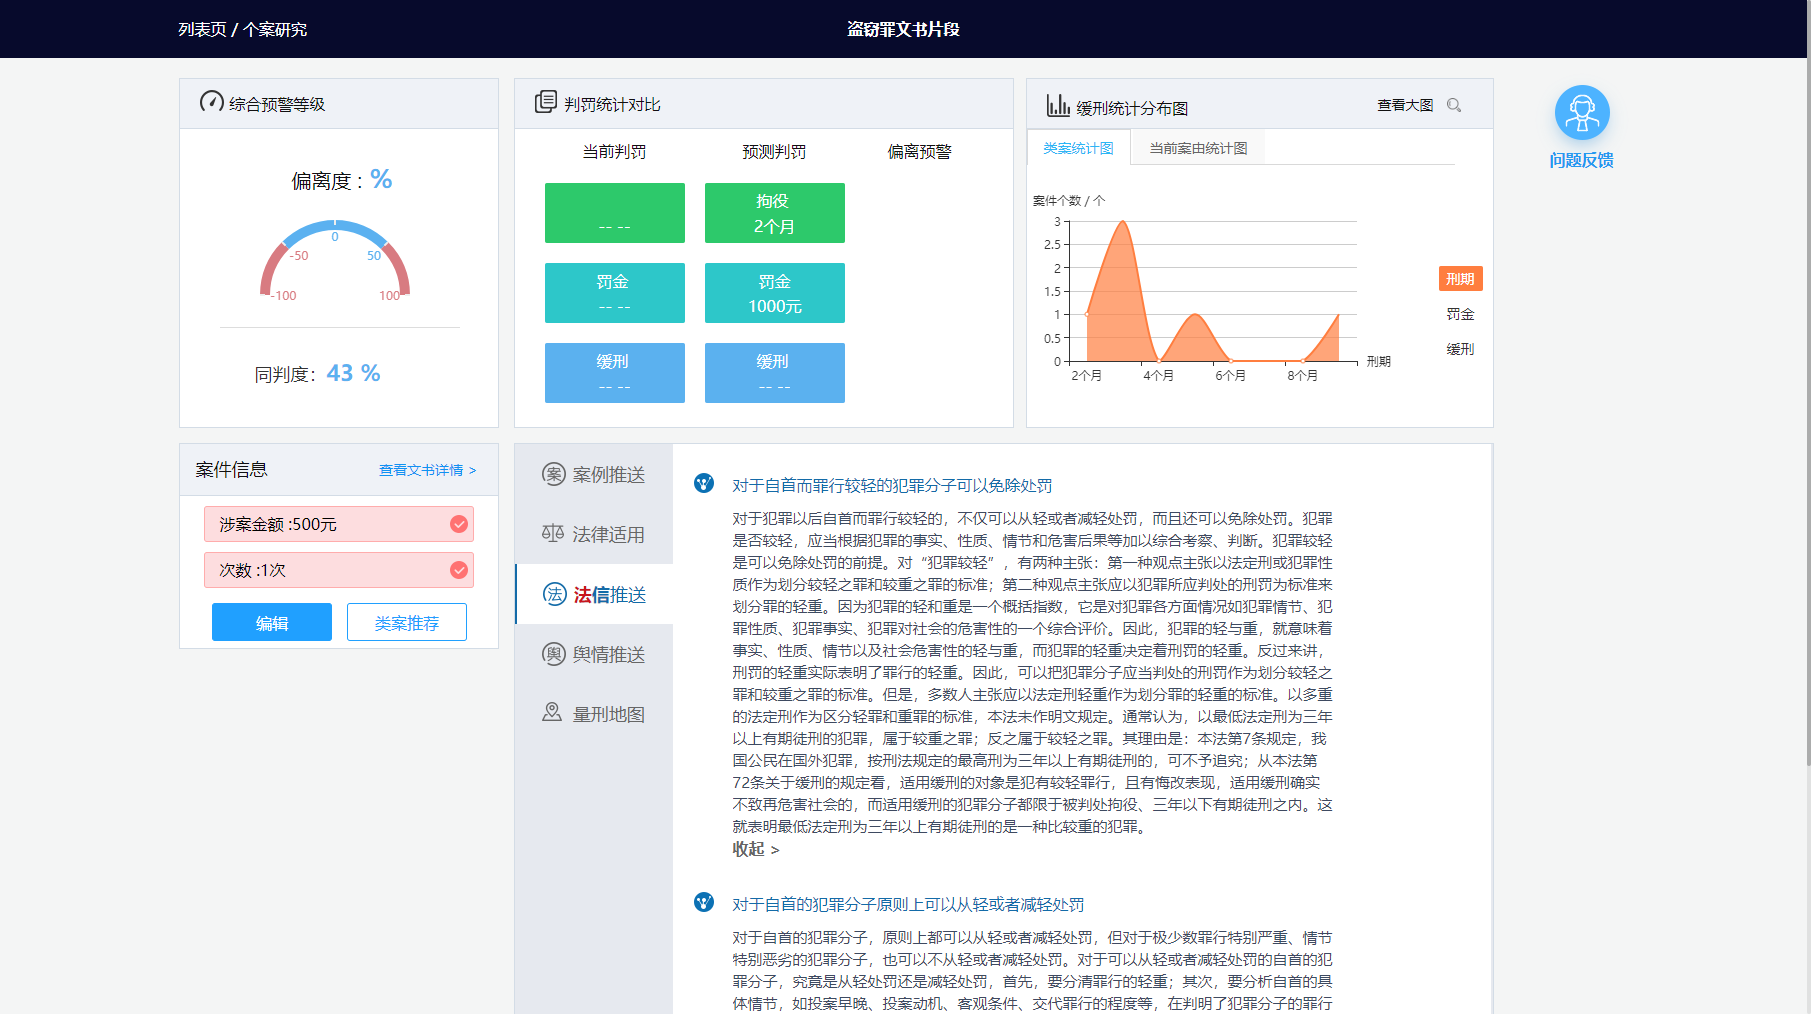 列表页 / 个案研究
盗窃罪文书片段
综合预警等级
偏离度：%
0
-50
50
-100
100
同判度：43 %
判罚统计对比
当前判罚 预测判罚 偏离预警
-- --
拘役
2个月
罚金
-- --
罚金
1000元
缓刑
-- --
缓刑
-- --
缓刑统计分布图
查看大图
类案统计图 当前案由统计图
案件个数 / 个
3
2.5
2
1.5
1
0.5
0
2个月 4个月 6个月 8个月
刑期
刑期
罚金
缓刑
问题反馈
案件信息
查看文书详情 >
涉案金额 :500元
次数 :1次
编辑
类案推荐
案 案例推送
法律适用
法 法信推送
舆 舆情推送
量刑地图
对于自首而罪行较轻的犯罪分子可以免除处罚
对于犯罪以后自首而罪行较轻的，不仅可以从轻或者减轻处罚，而且还可以免除处罚。犯罪
是否较轻，应当根据犯罪的事实、性质、情节和危害后果等加以综合考察、判断。犯罪较轻
是可以免除处罚的前提。对“犯罪较轻”，有两种主张：第一种观点主张以法定刑或犯罪性
质作为划分较轻之罪和较重之罪的标准；第二种观点主张应以犯罪所应判处的刑罚为标准来
划分罪的轻重。因为犯罪的轻和重是一个概括指数，它是对犯罪各方面情况如犯罪情节、犯
罪性质、犯罪事实、犯罪对社会的危害性的一个综合评价。因此，犯罪的轻与重，就意味着
事实、性质、情节以及社会危害性的轻与重，而犯罪的轻重决定着刑罚的轻重。反过来讲，
刑罚的轻重实际表明了罪行的轻重。因此，可以把犯罪分子应当判处的刑罚作为划分较轻之
罪和较重之罪的标准。但是，多数人主张应以法定刑轻重作为划分罪的轻重的标准。以多重
的法定刑作为区分轻罪和重罪的标准，本法未作明文规定。通常认为，以最低法定刑为三年
以上有期徒刑的犯罪，属于较重之罪；反之属于较轻之罪。其理由是：本法第7条规定，我
国公民在国外犯罪，按刑法规定的最高刑为三年以上有期徒刑的，可不予追究；从本法第
72条关于缓刑的规定看，适用缓刑的对象是犯有较轻罪行，且有悔改表现，适用缓刑确实
不致再危害社会的，而适用缓刑的犯罪分子都限于被判处拘役、三年以下有期徒刑之内。这
就表明最低法定刑为三年以上有期徒刑的是一种比较重的犯罪。
收起 >
对于自首的犯罪分子原则上可以从轻或者减轻处罚
对于自首的犯罪分子，原则上都可以从轻或者减轻处罚，但对于极少数罪行特别严重、情节
特别恶劣的犯罪分子，也可以不从轻或者减轻处罚。对于可以从轻或者减轻处罚的自首的犯
罪分子，究竟是从轻处罚还是减轻处罚，首先，要分清罪行的轻重；其次，要分析自首的具
体情节，如投案早晚、投案动机、客观条件、交代罪行的程度等，在判明了犯罪分子的罪行